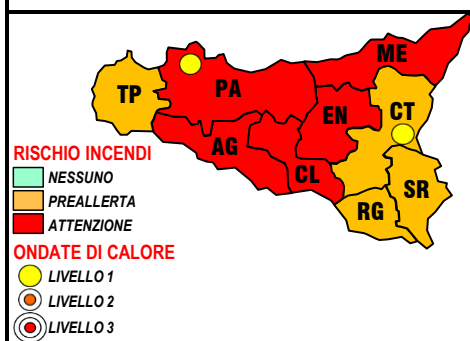 ME
TP
PA
EN
CT
AG
CL
SR
RG
RISCHIO INCENDI
NESSUNO
PREALLERTA
ATTENZIONE
ONDATE DI CALORE
LIVELLO 1
LIVELLO 2
LIVELLO 3